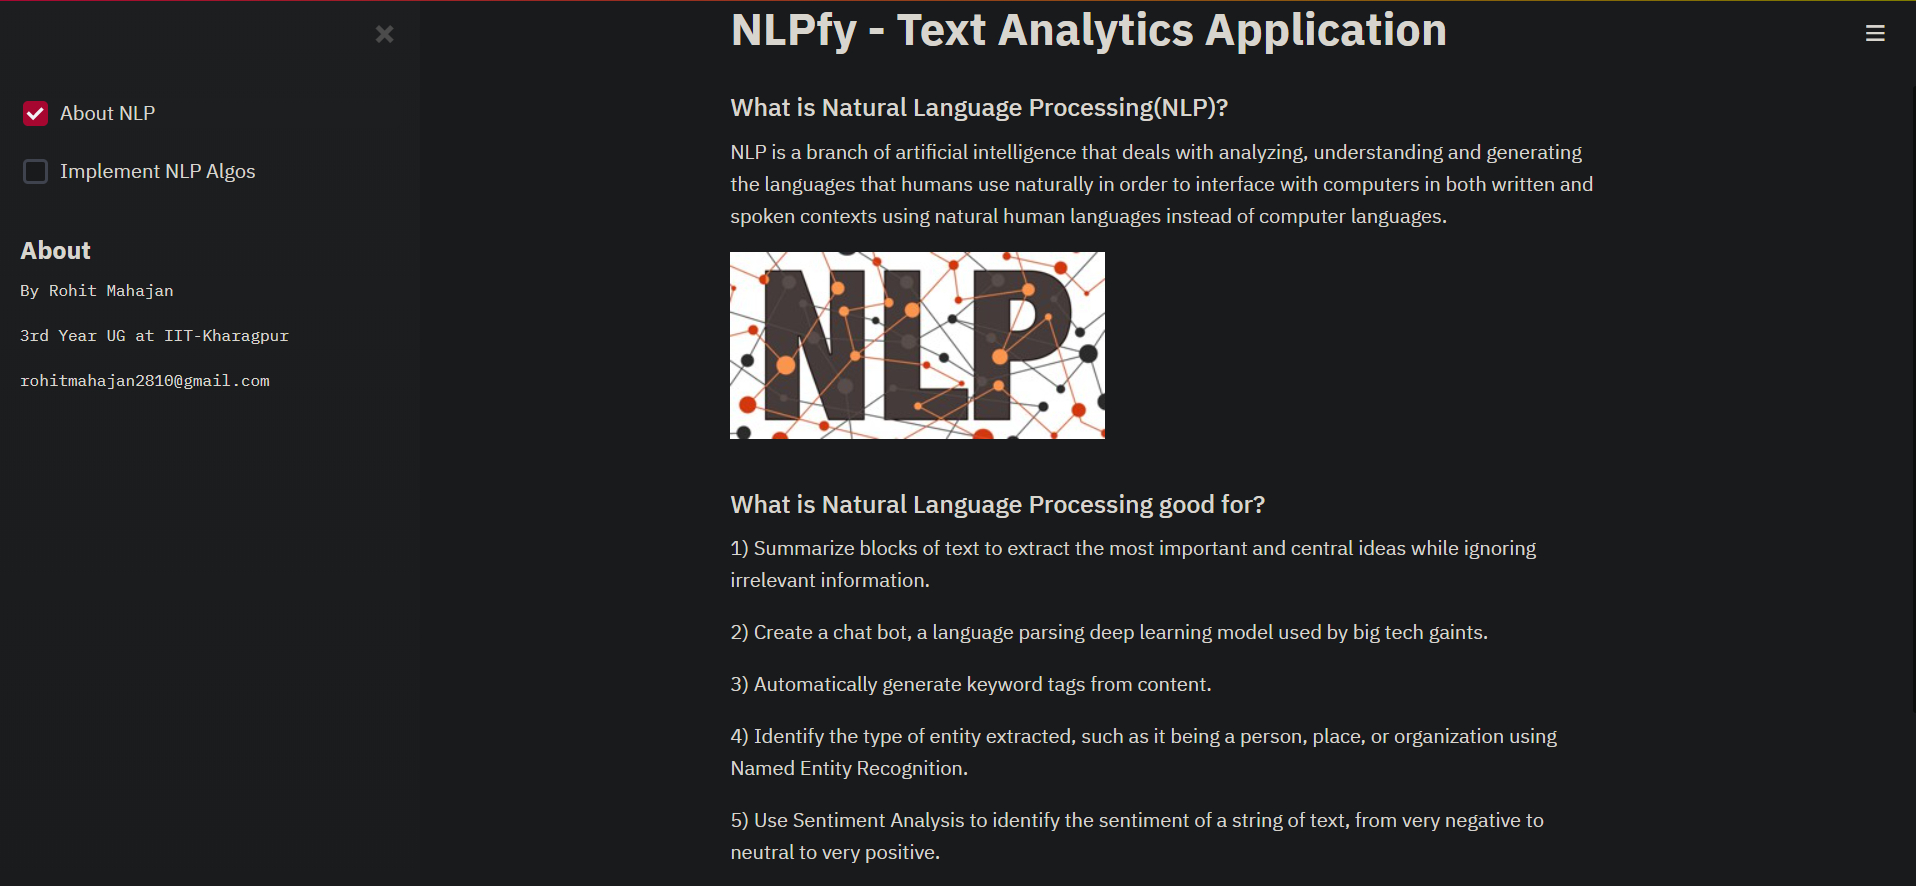 About NLP
Implement NLP Algos
About
By Rohit Mahajan
3rd Year UG at IIT-Kharagpur
rohitmahajan2810@gmail.com
NLPfy - Text Analytics Application
What is Natural Language Processing(NLP)?
NLP is a branch of artificial intelligence that deals with analyzing, understanding and generating
the languages that humans use naturally in order to interface with computers in both written and
spoken contexts using natural human languages instead of computer languages.
NLP
What is Natural Language Processing good for?
1) Summarize blocks of text to extract the most important and central ideas while ignoring
irrelevant information.
2) Create a chat bot, a language parsing deep learning model used by big tech gaints.
3) Automatically generate keyword tags from content.
4) Identify the type of entity extracted, such as it being a person, place, or organization using
Named Entity Recognition.
5) Use Sentiment Analysis to identify the sentiment of a string of text, from very negative to
neutral to very positive.